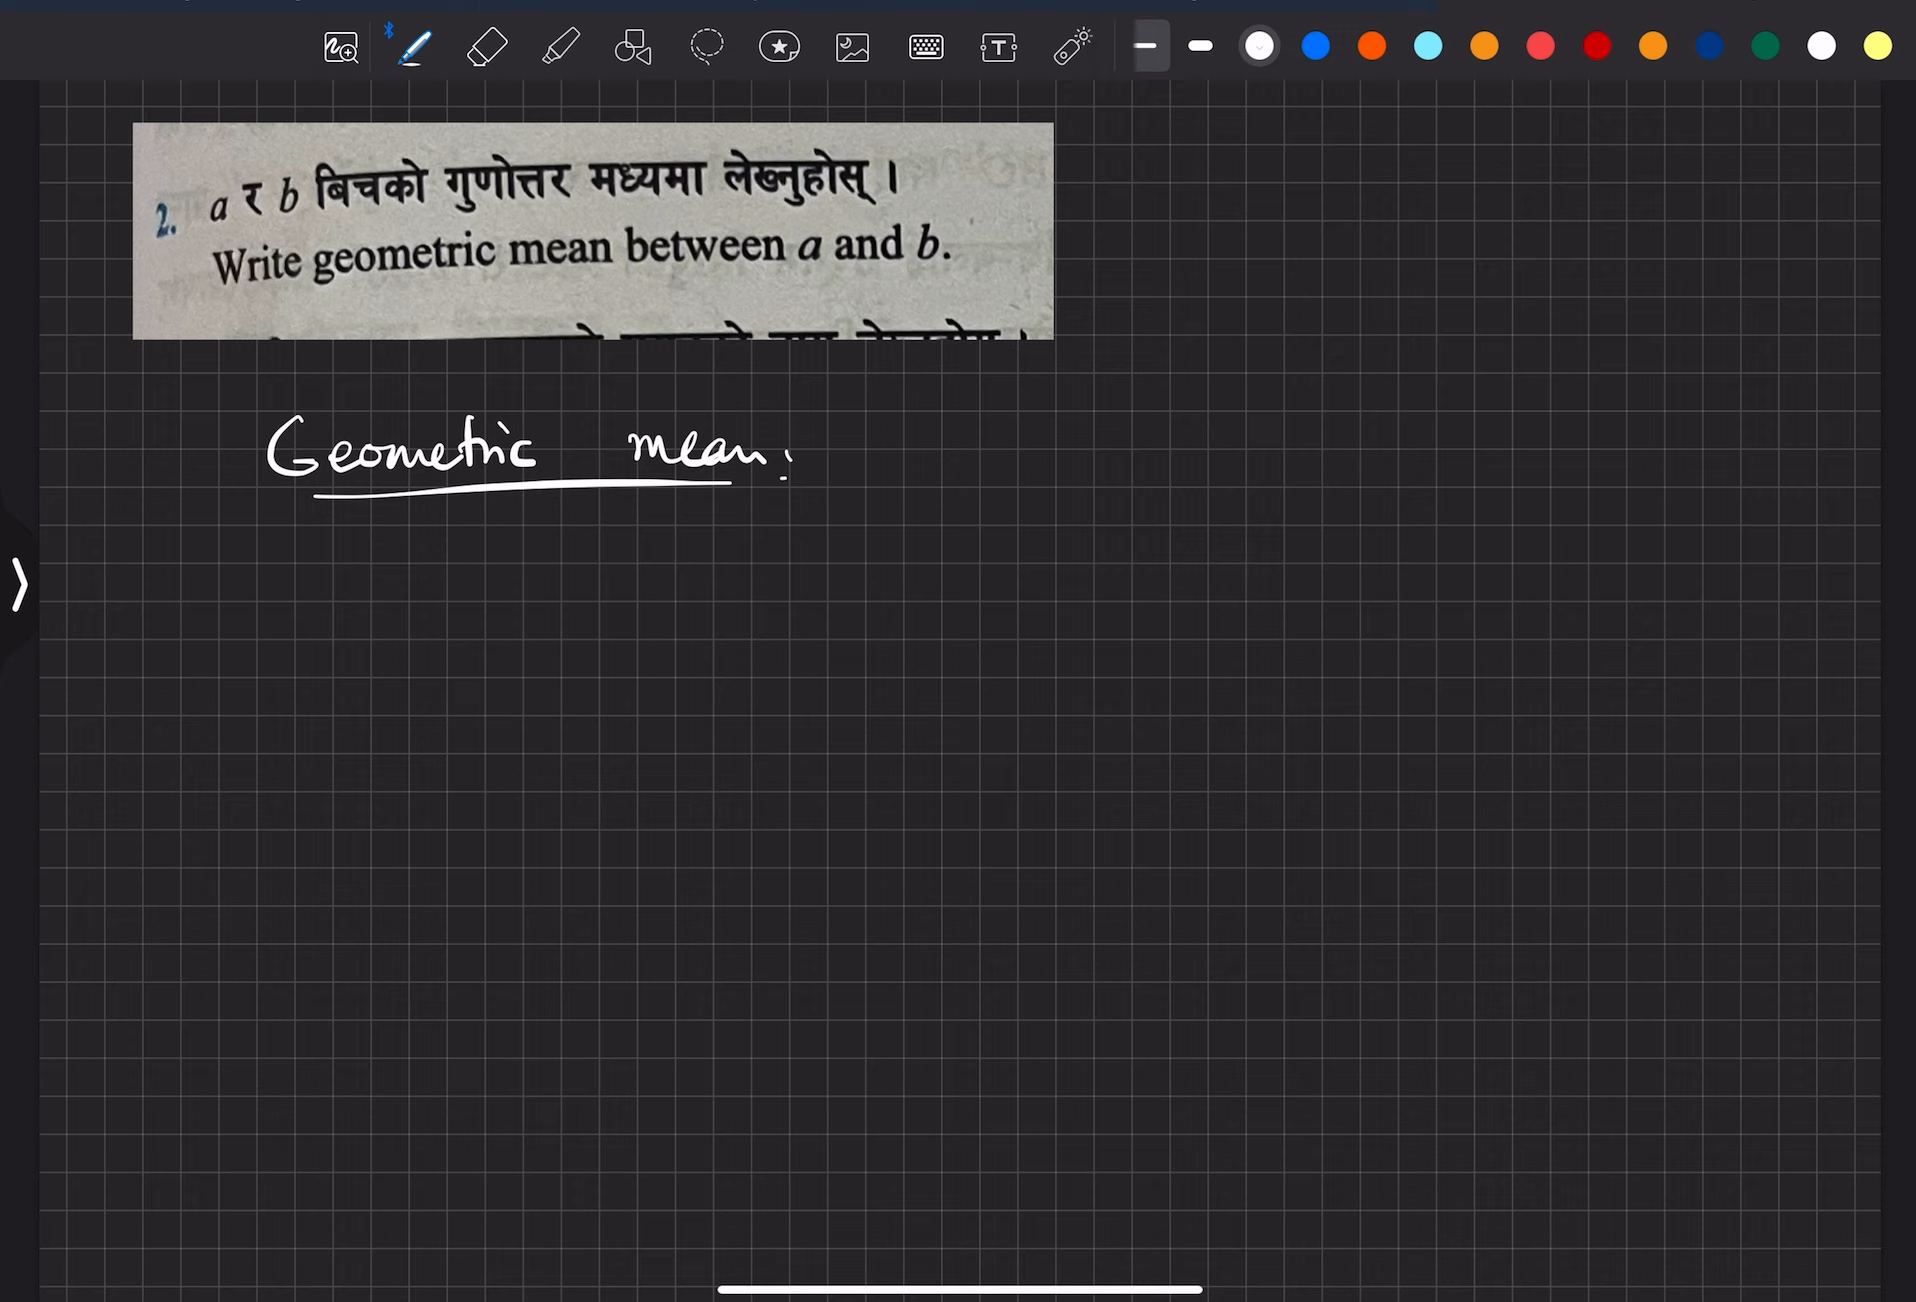 2. a र b बिचको गुणोत्तर मध्यमा लेख्नुहोस् ।
Write geometric mean between a and b.
Geometric mean: